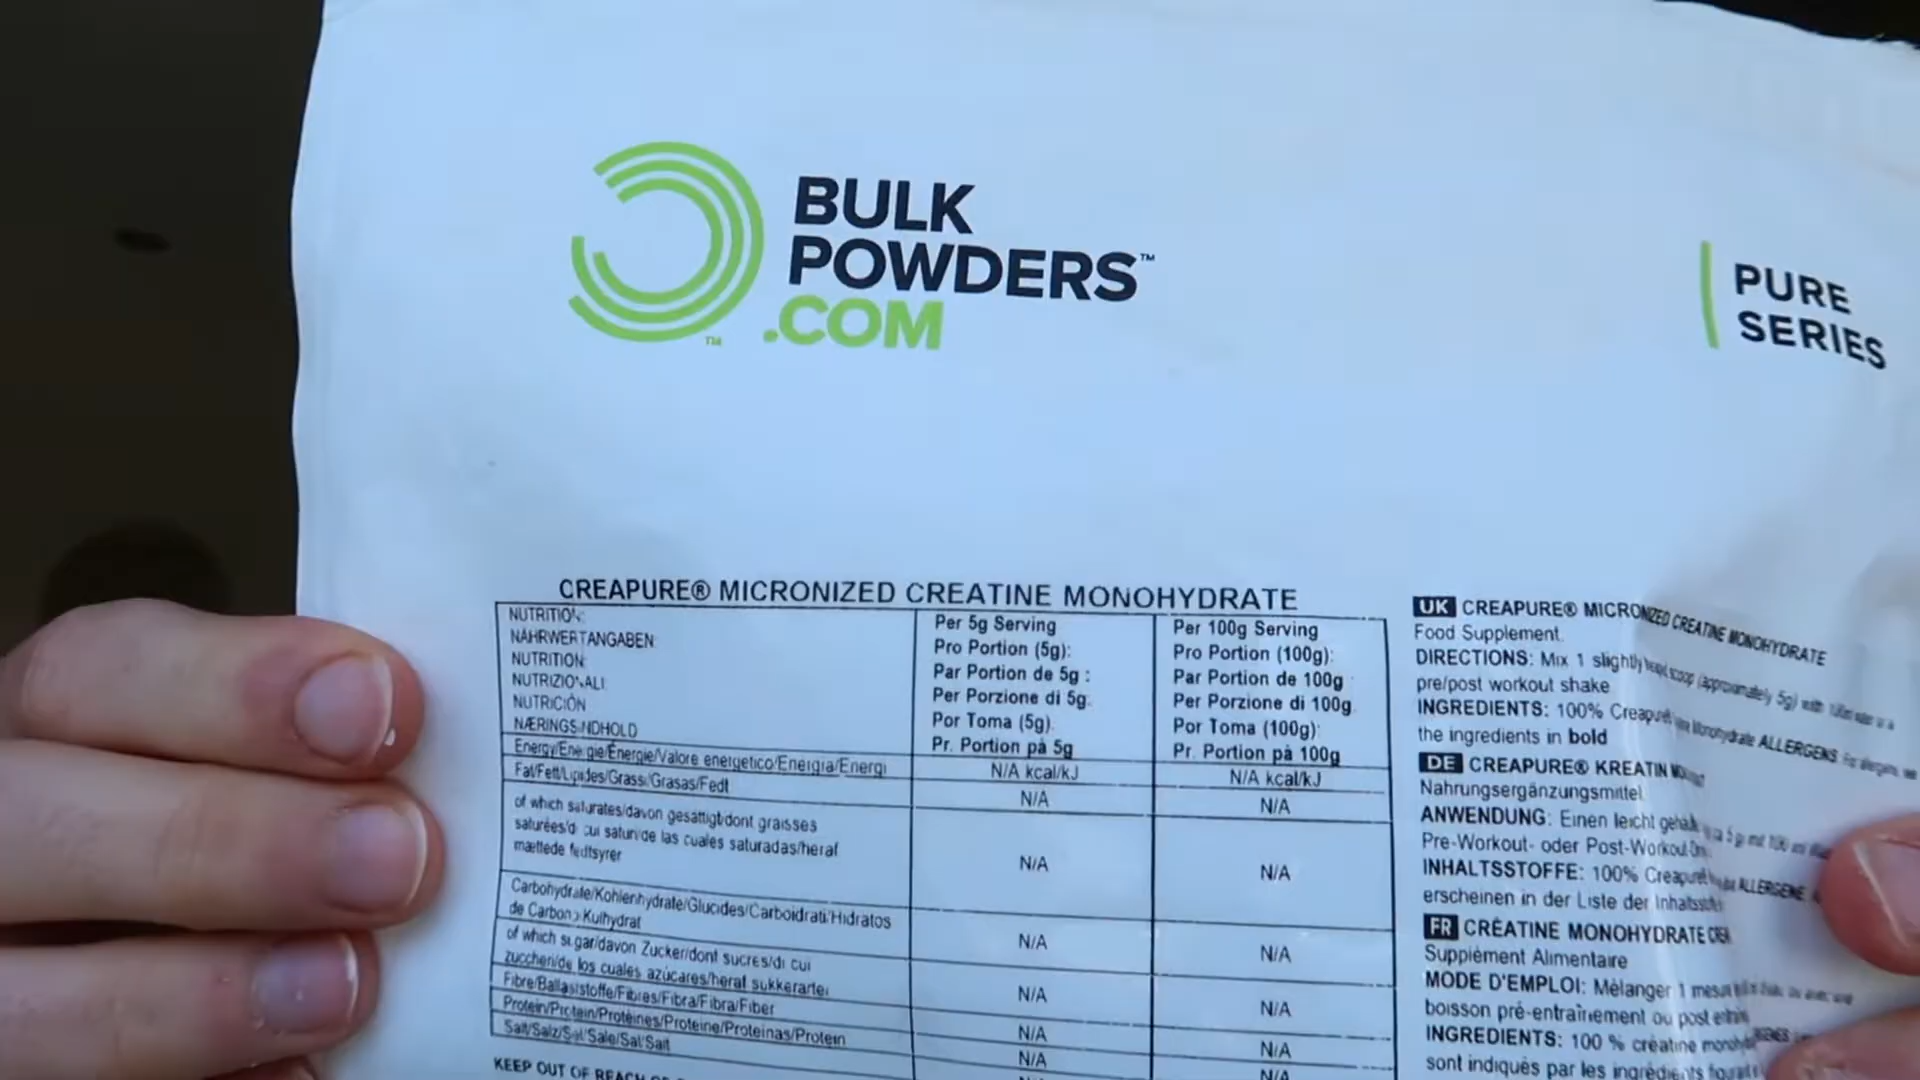 BULK
POWDERS™
.COM
TM
PURE
SERIES
CREAPURE® MICRONIZED CREATINE MONOHYDRATE
NUTRITION:
NÄHRWERTANGABEN:
NUTRITION:
NUTRIZIONALI
NUTRICIÓN
NÆRINGSINDHOLD
Per 5g Serving
Pro Portion (5g):
Par Portion de 5g :
Per Porzione di 5g:
Por Toma (5g):
Pr. Portion på 5g
Per 100g Serving
Pro Portion (100g):
Par Portion de 100g
Per Porzione di 100g
Por Toma (100g):
Pr. Portion på 100g
Energy/Energie/Énergie/Valore energetico/Energía/Energi
N/A kcal/kJ
N/A kcal/kJ
Fat/Fett/Lipides/Grassi/Grasas/Fedt
N/A
N/A
of which saturates/davon gesättigt/dont graisses
saturées/di cui saturi/de las cuales saturadas/heraf
mættede fedtsyrer
N/A
N/A
Carbohydrate/Kohlenhydrate/Glucides/Carboidrati/Hidratos
de Carbono/Kulhydrat
N/A
N/A
of which sugar/davon Zucker/dont sucres/di cui
zuccheri/de los cuales azúcares/heraf sukkerarter
N/A
N/A
Fibre/Ballaststoffe/Fibres/Fibra/Fibra/Fiber
N/A
N/A
Protein/Protein/Protéines/Proteine/Proteinas/Protein
N/A
N/A
Salt/Salz/Sel/Sale/Sal/Salt
KEEP OUT OF REACH OF
UK CREAPURE® MICRONIZED CREATINE MONOHYDRATE
Food Supplement.
DIRECTIONS: Mix 1 slightly heaped scoop (approximately 5g) with
pre/post workout shake
INGREDIENTS: 100% Creapure® Monohydrate ALLERGENS: For allergens, see
the ingredients in bold
DE CREAPURE® KREATIN
Nahrungsergänzungsmittel
ANWENDUNG: Einen leicht 5g mit 100 ml
Pre-Workout- oder Post-Workout
INHALTSSTOFFE: 100% Creapure® ALLERGENE:
erscheinen in der Liste der
FR CRÉATINE MONOHYDRATE
Supplément Alimentaire
MODE D'EMPLOI: Mélanger 1
boisson pré-entraînement ou post
INGREDIENTS: 100 % créatine
sont indiqués par les ingrédients